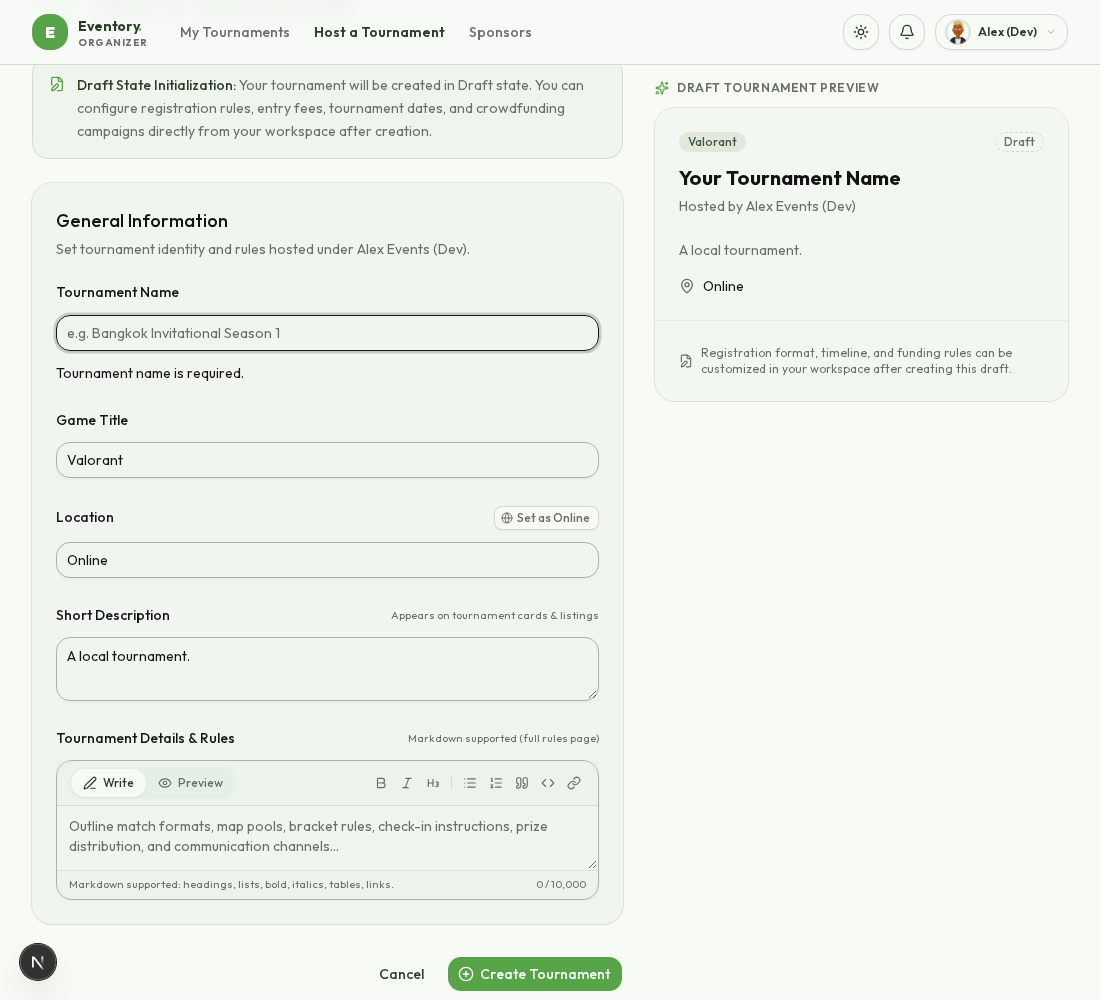 E
Eventory.
ORGANIZER
My Tournaments
Host a Tournament
Sponsors
Alex (Dev)
Draft State Initialization: Your tournament will be created in Draft state. You can
configure registration rules, entry fees, tournament dates, and crowdfunding
campaigns directly from your workspace after creation.
General Information
Set tournament identity and rules hosted under Alex Events (Dev).
Tournament Name
e.g. Bangkok Invitational Season 1
Tournament name is required.
Game Title
Valorant
Location
Set as Online
Online
Short Description
Appears on tournament cards & listings
A local tournament.
Tournament Details & Rules
Markdown supported (full rules page)
Write
Preview
H3
Outline match formats, map pools, bracket rules, check-in instructions, prize
distribution, and communication channels...
Markdown supported: headings, lists, bold, italics, tables, links.
0 / 10,000
N
Cancel
Create Tournament
DRAFT TOURNAMENT PREVIEW
Valorant
Draft
Your Tournament Name
Hosted by Alex Events (Dev)
A local tournament.
Online
Registration format, timeline, and funding rules can be
customized in your workspace after creating this draft.